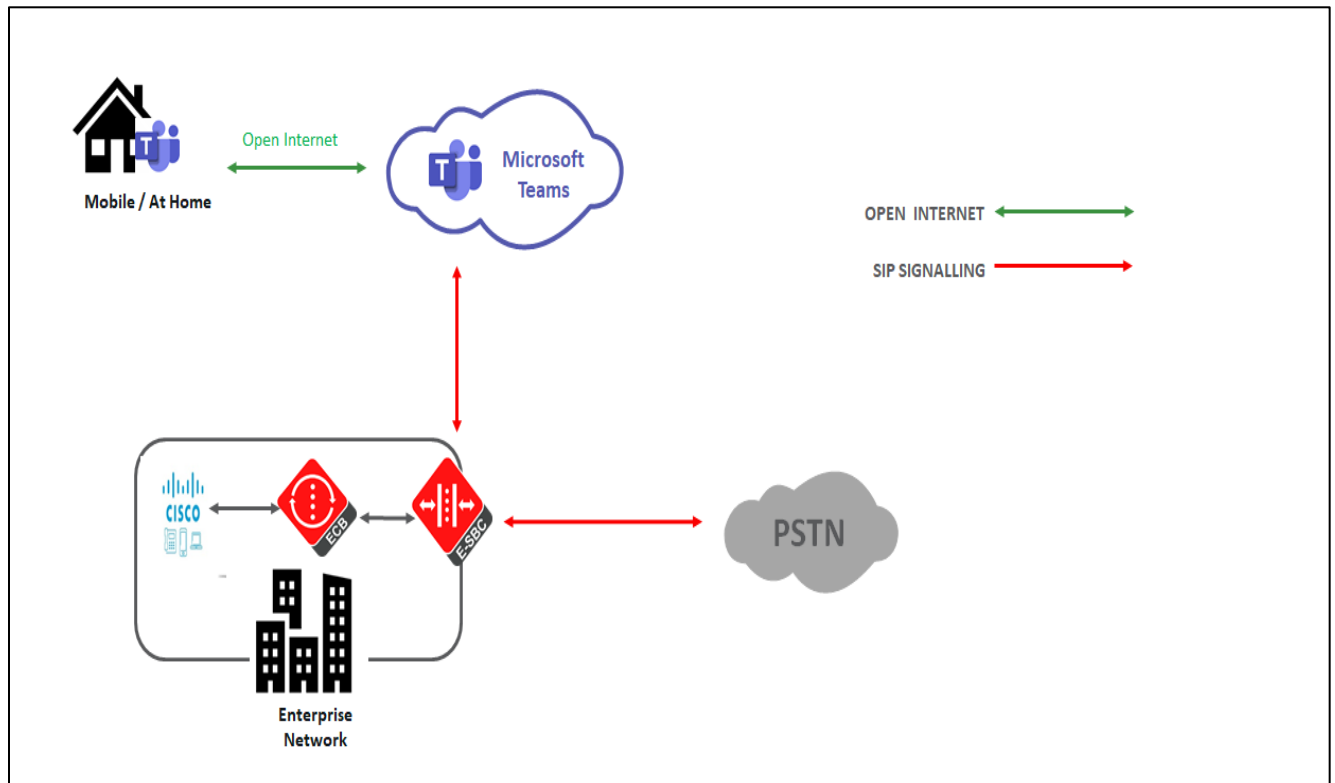 Open Internet
T
Mobile / At Home
T
Microsoft
Teams
OPEN INTERNET
SIP SIGNALLING
CISCO
ECB
E-SBC
PSTN
Enterprise
Network